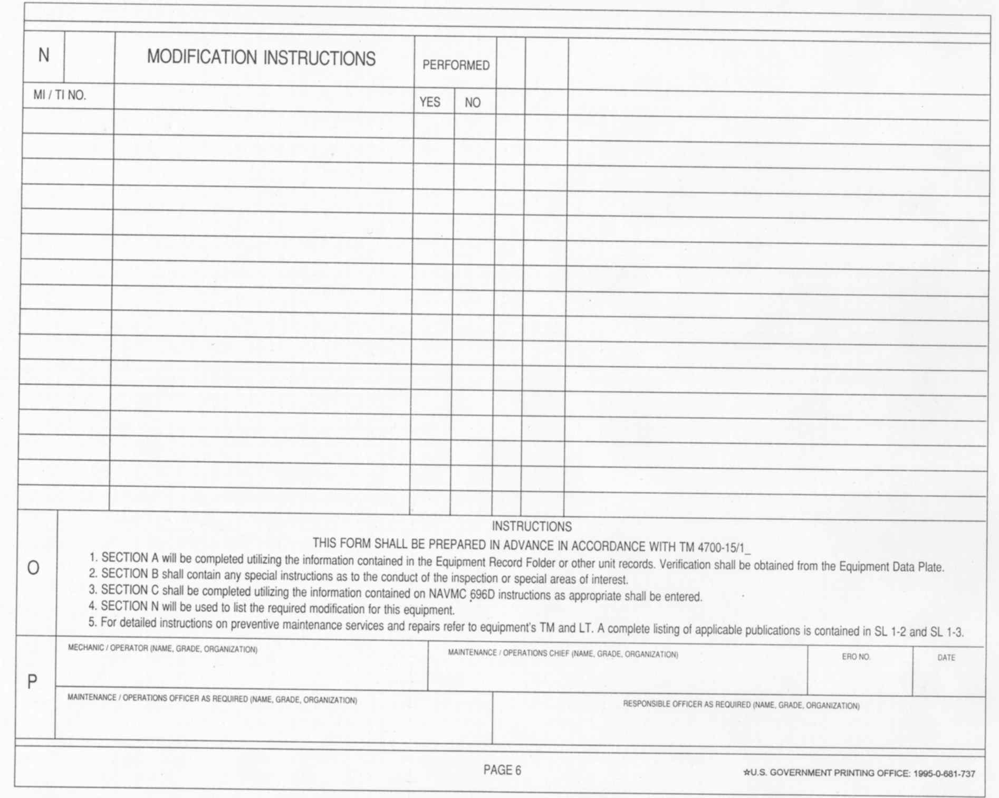 N
MODIFICATION INSTRUCTIONS
PERFORMED
MI / TI NO.
YES
NO
INSTRUCTIONS
THIS FORM SHALL BE PREPARED IN ADVANCE IN ACCORDANCE WITH TM 4700-15/1_
O
1. SECTION A will be completed utilizing the information contained in the Equipment Record Folder or other unit records. Verification shall be obtained from the Equipment Data Plate.
2. SECTION B shall contain any special instructions as to the conduct of the inspection or special areas of interest.
3. SECTION C shall be completed utilizing the information contained on NAVMC 696D instructions as appropriate shall be entered.
4. SECTION N will be used to list the required modification for this equipment.
5. For detailed instructions on preventive maintenance services and repairs refer to equipment's TM and LT. A complete listing of applicable publications is contained in SL 1-2 and SL 1-3.
P
MECHANIC / OPERATOR (NAME, GRADE, ORGANIZATION)
MAINTENANCE / OPERATIONS CHIEF (NAME, GRADE, ORGANIZATION)
ERO NO.
DATE
MAINTENANCE / OPERATIONS OFFICER AS REQUIRED (NAME, GRADE, ORGANIZATION)
RESPONSIBLE OFFICER AS REQUIRED (NAME, GRADE, ORGANIZATION)
PAGE 6
☆U.S. GOVERNMENT PRINTING OFFICE: 1995-0-681-737